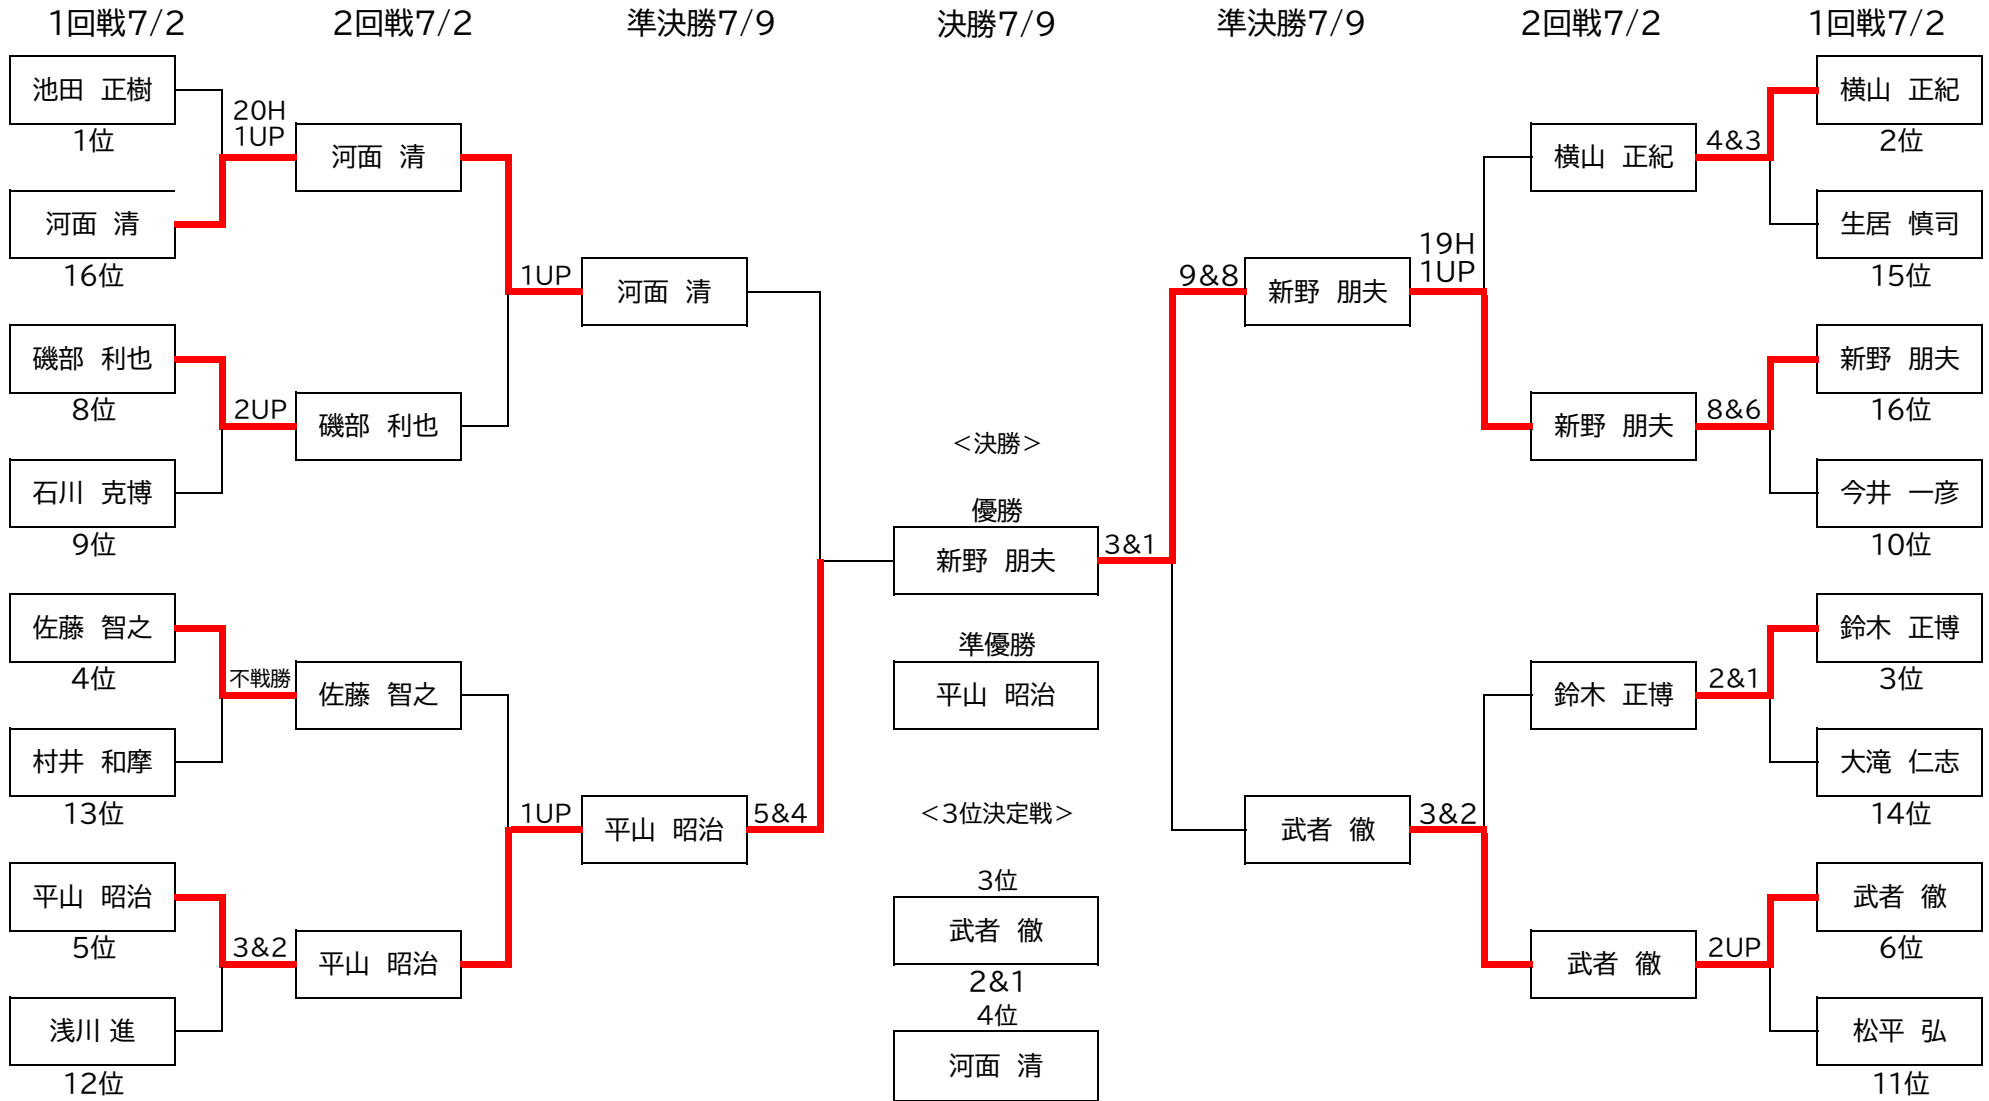 1回戦7/2
2回戦7/2
準決勝7/9
決勝7/9
準決勝7/9
2回戦7/2
1回戦7/2
池田 正樹
1位
河面 清
16位
磯部 利也
8位
石川 克博
9位
佐藤 智之
4位
村井 和摩
13位
平山 昭治
5位
浅川 進
12位
20H
1UP
河面 清
2UP
磯部 利也
不戦勝
佐藤 智之
3&2
平山 昭治
1UP
河面 清
1UP
平山 昭治
5&4
＜決勝＞
優勝
新野 朋夫
3&1
準優勝
平山 昭治
＜3位決定戦＞
3位
武者 徹
2&1
4位
河面 清
9&8
新野 朋夫
武者 徹
19H
1UP
3&2
横山 正紀
4&3
新野 朋夫
8&6
鈴木 正博
2&1
武者 徹
2UP
横山 正紀
2位
生居 慎司
15位
新野 朋夫
16位
今井 一彦
10位
鈴木 正博
3位
大滝 仁志
14位
武者 徹
6位
松平 弘
11位